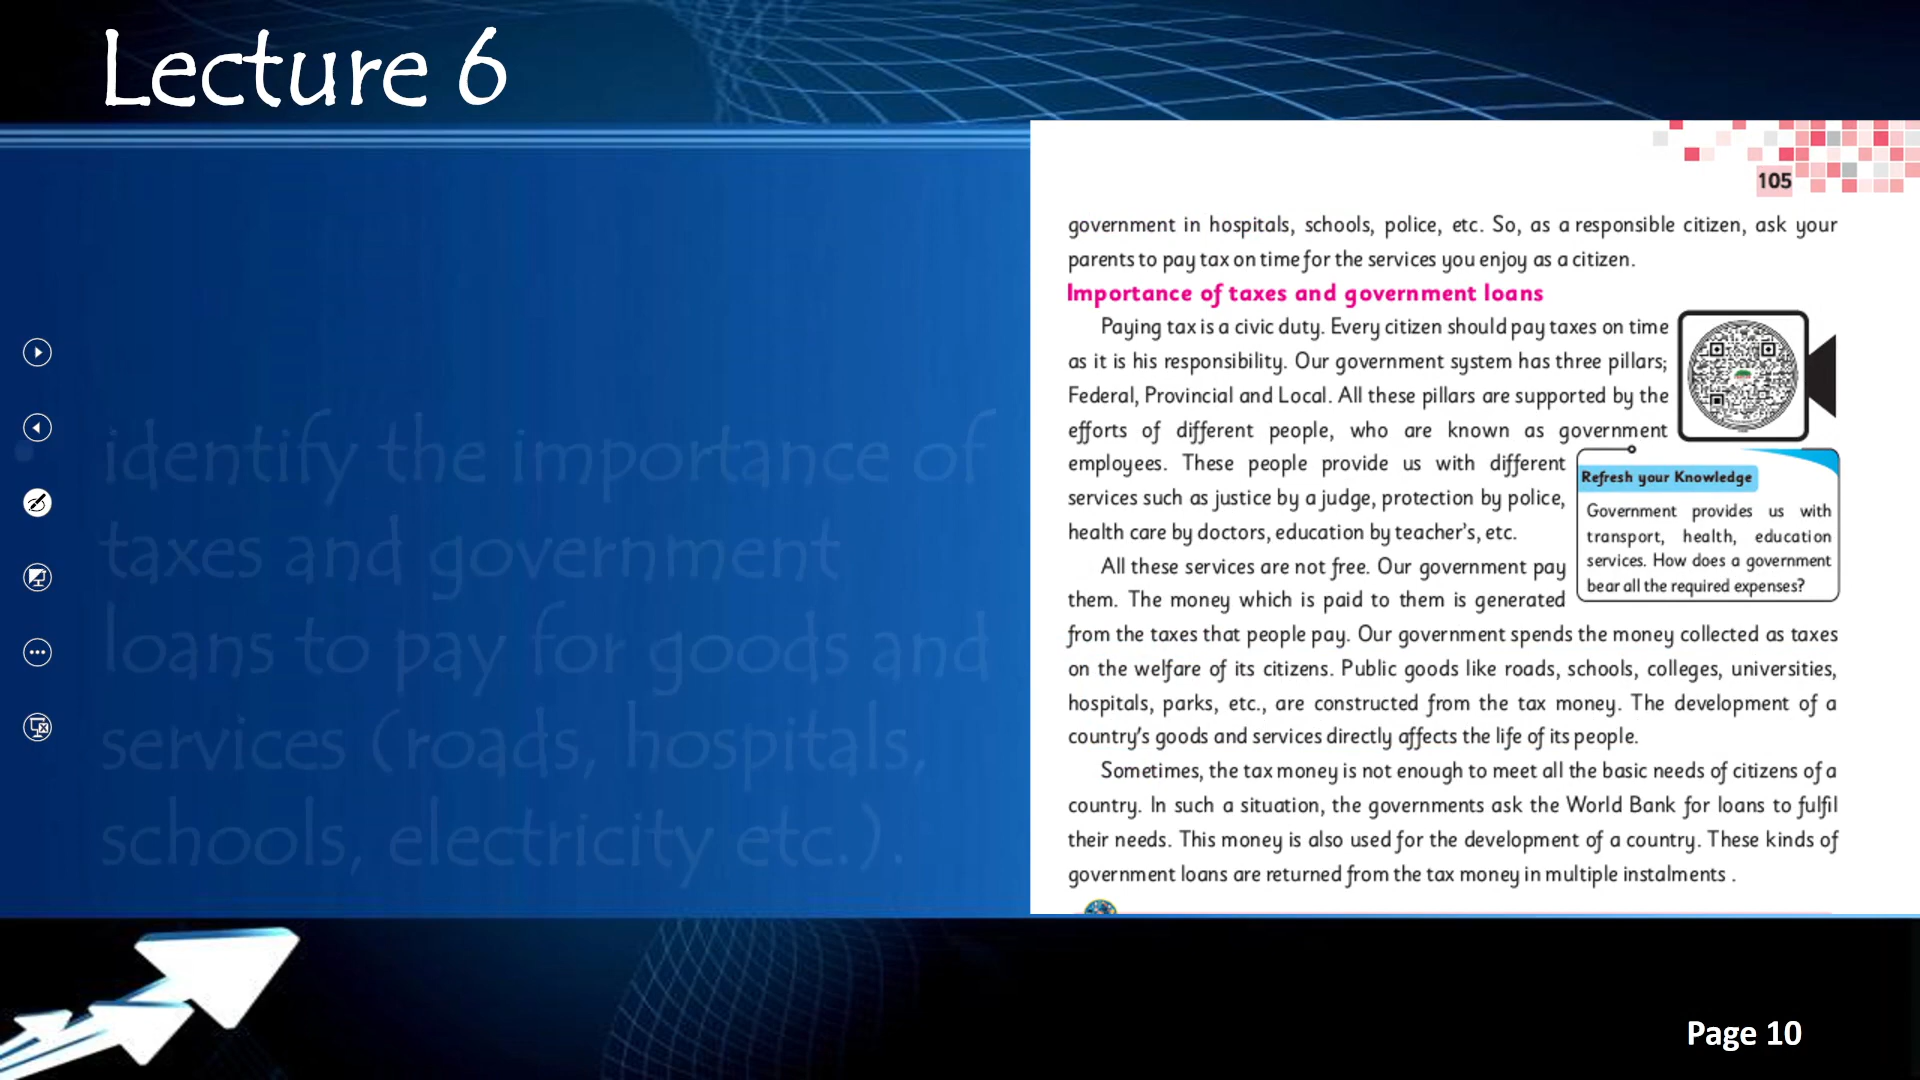 Lecture 6
identify the importance of
taxes and government
loans to pay for goods and
services (roads, hospitals,
schools, electricity etc.).
105
government in hospitals, schools, police, etc. So, as a responsible citizen, ask your
parents to pay tax on time for the services you enjoy as a citizen.
Importance of taxes and government loans
Paying tax is a civic duty. Every citizen should pay taxes on time
as it is his responsibility. Our government system has three pillars;
Federal, Provincial and Local. All these pillars are supported by the
efforts of different people, who are known as government
employees. These people provide us with different
services such as justice by a judge, protection by police,
health care by doctors, education by teacher's, etc.
All these services are not free. Our government pay
them. The money which is paid to them is generated
from the taxes that people pay. Our government spends the money collected as taxes
on the welfare of its citizens. Public goods like roads, schools, colleges, universities,
hospitals, parks, etc., are constructed from the tax money. The development of a
country's goods and services directly affects the life of its people.
Sometimes, the tax money is not enough to meet all the basic needs of citizens of a
country. In such a situation, the governments ask the World Bank for loans to fulfil
their needs. This money is also used for the development of a country. These kinds of
government loans are returned from the tax money in multiple instalments .
Refresh your Knowledge
Government provides us with
transport, health, education
services. How does a government
bear all the required expenses?
Page 10